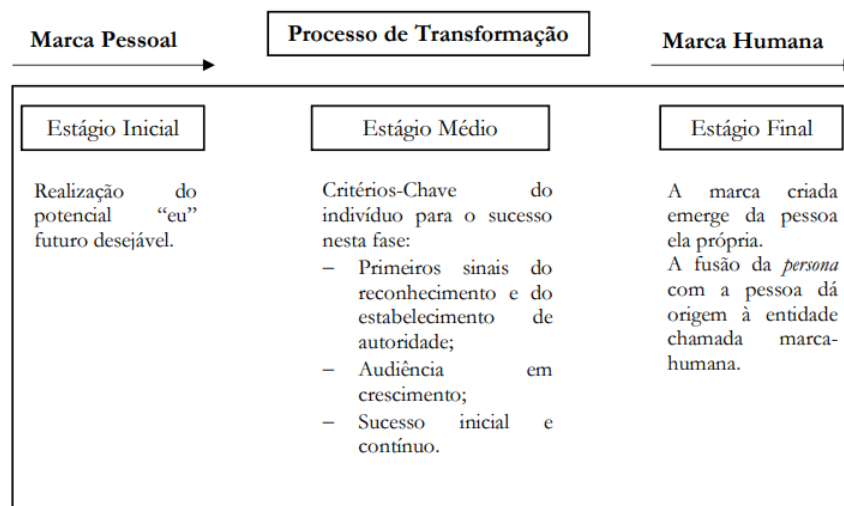 Marca Pessoal
Processo de Transformação
Marca Humana
Estágio Inicial
Estágio Médio
Estágio Final
Realização do
potencial “eu”
futuro desejável.
Critérios-Chave do
indivíduo para o sucesso
nesta fase:
– Primeiros sinais do
reconhecimento e do
estabelecimento de
autoridade;
– Audiência em
crescimento;
– Sucesso inicial e
contínuo.
A marca criada
emerge da pessoa
ela própria.
A fusão da persona
com a pessoa dá
origem à entidade
chamada marca-
humana.